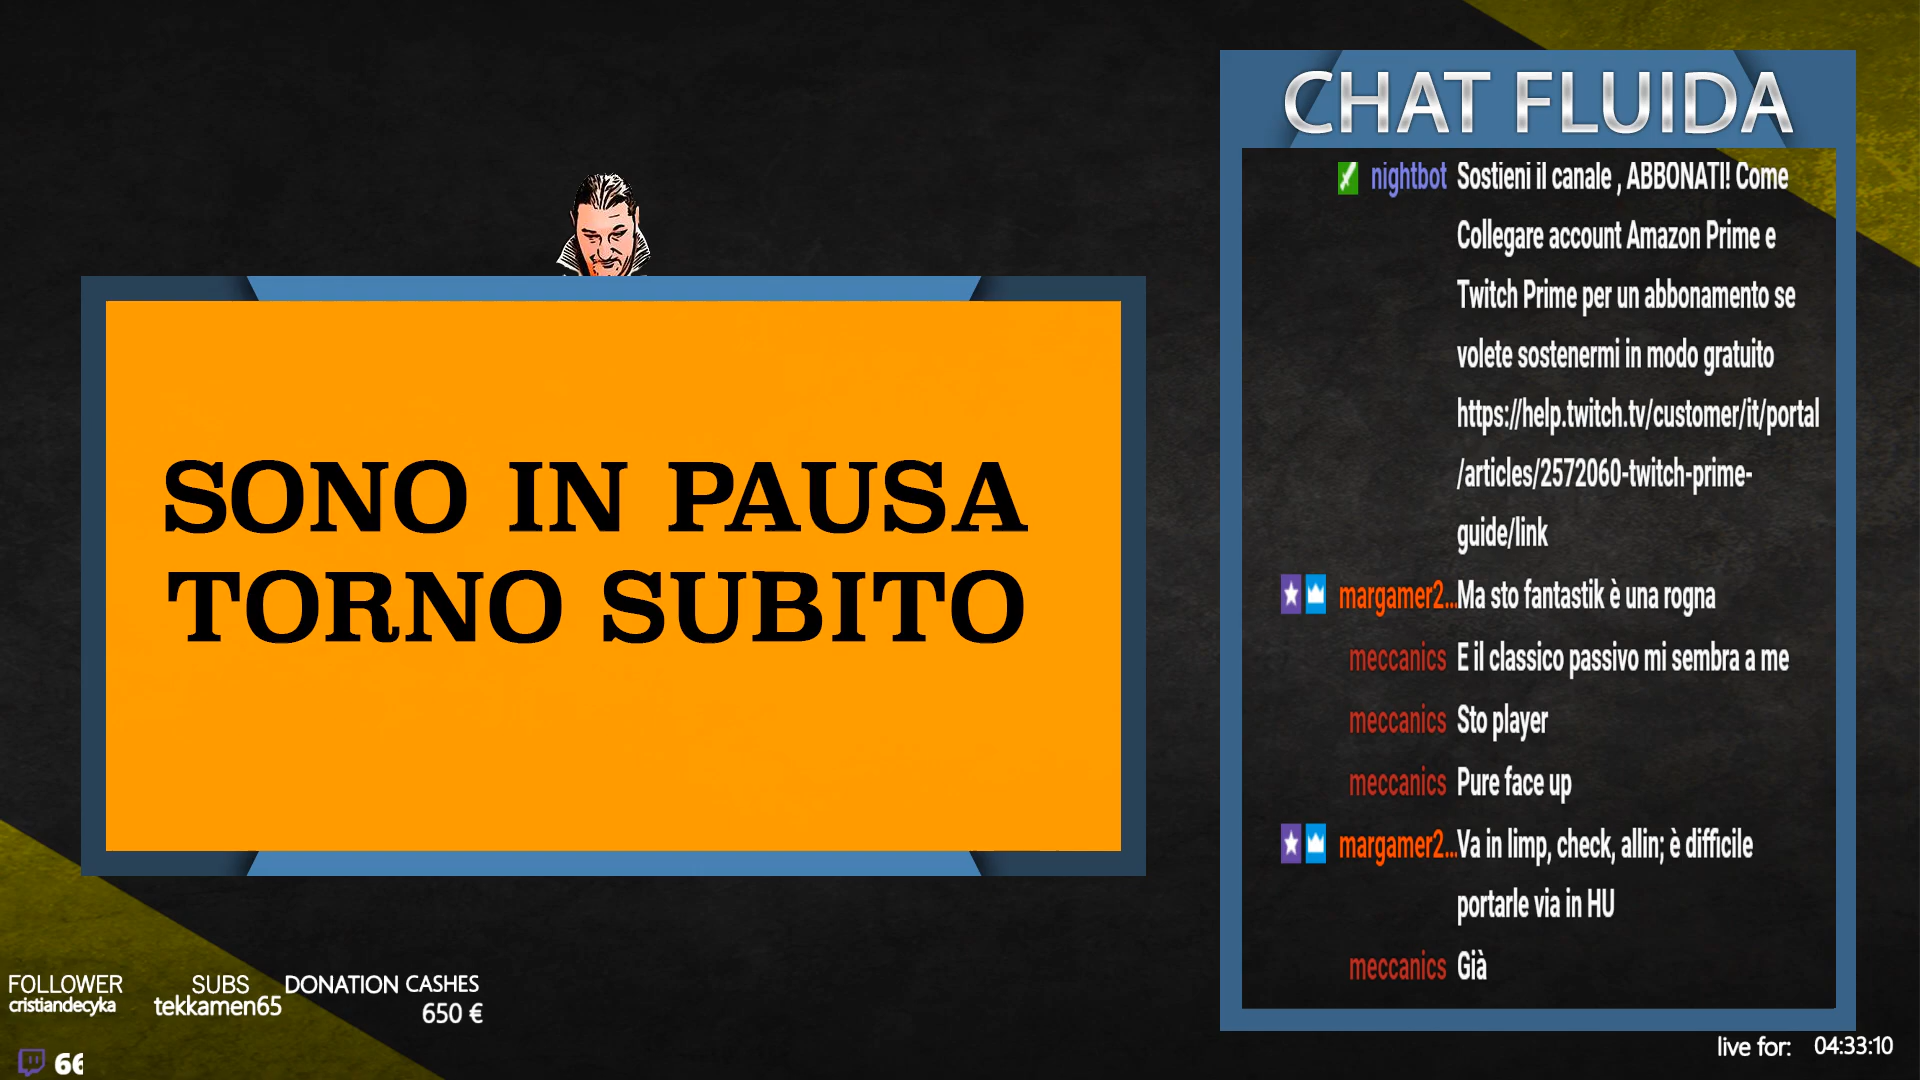 CHAT FLUIDA
nightbot Sostieni il canale , ABBONATI! Come
Collegare account Amazon Prime e
Twitch Prime per un abbonamento se
volete sostenermi in modo gratuito
https://help.twitch.tv/customer/it/portal
/articles/2572060-twitch-prime-
guide/link
margamer2... Ma sto fantastik è una rogna
meccanics E il classico passivo mi sembra a me
meccanics Sto player
meccanics Pure face up
margamer2... Va in limp, check, allin; è difficile
portarle via in HU
meccanics Già
SONO IN PAUSA
TORNO SUBITO
FOLLOWER
cristiandecyka
SUBS
tekkamen65
DONATION CASHES
650 €
66
live for: 04:33:10